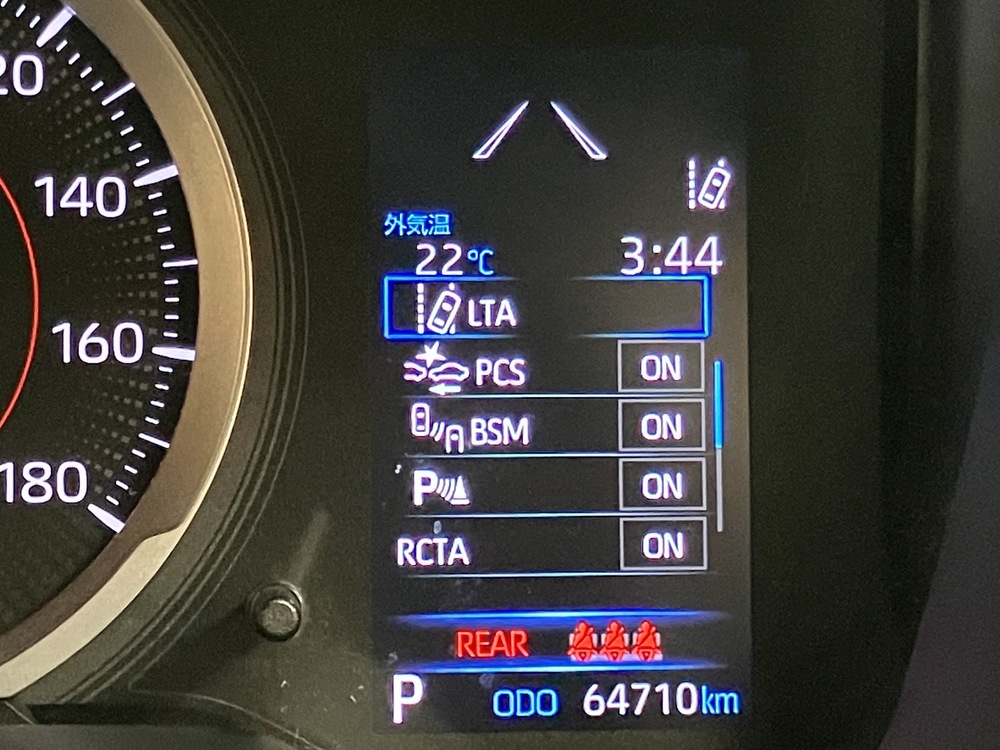 20
140
160
180
外気温
22℃ 3:44
LTA
PCS ON
BSM ON
P ON
RCTA ON
REAR
P ODO 64710km